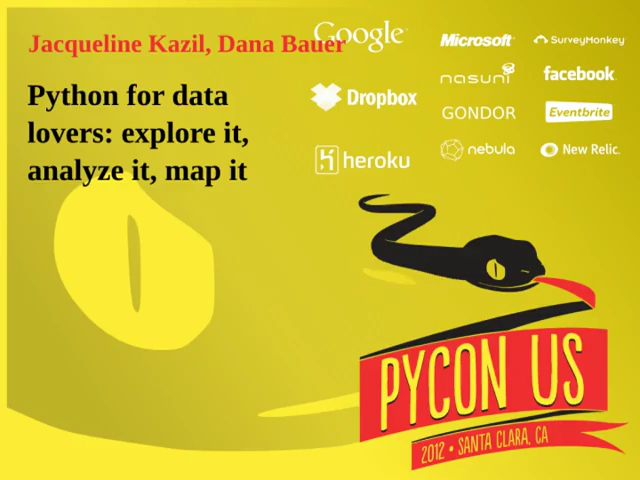 Jacqueline Kazil, Dana Bauer
Python for data
lovers: explore it,
analyze it, map it
Google
Microsoft
SurveyMonkey
nasuni
facebook
Dropbox
GONDOR
Eventbrite
heroku
nebula
New Relic.
PYCON US
2012 • SANTA CLARA, CA